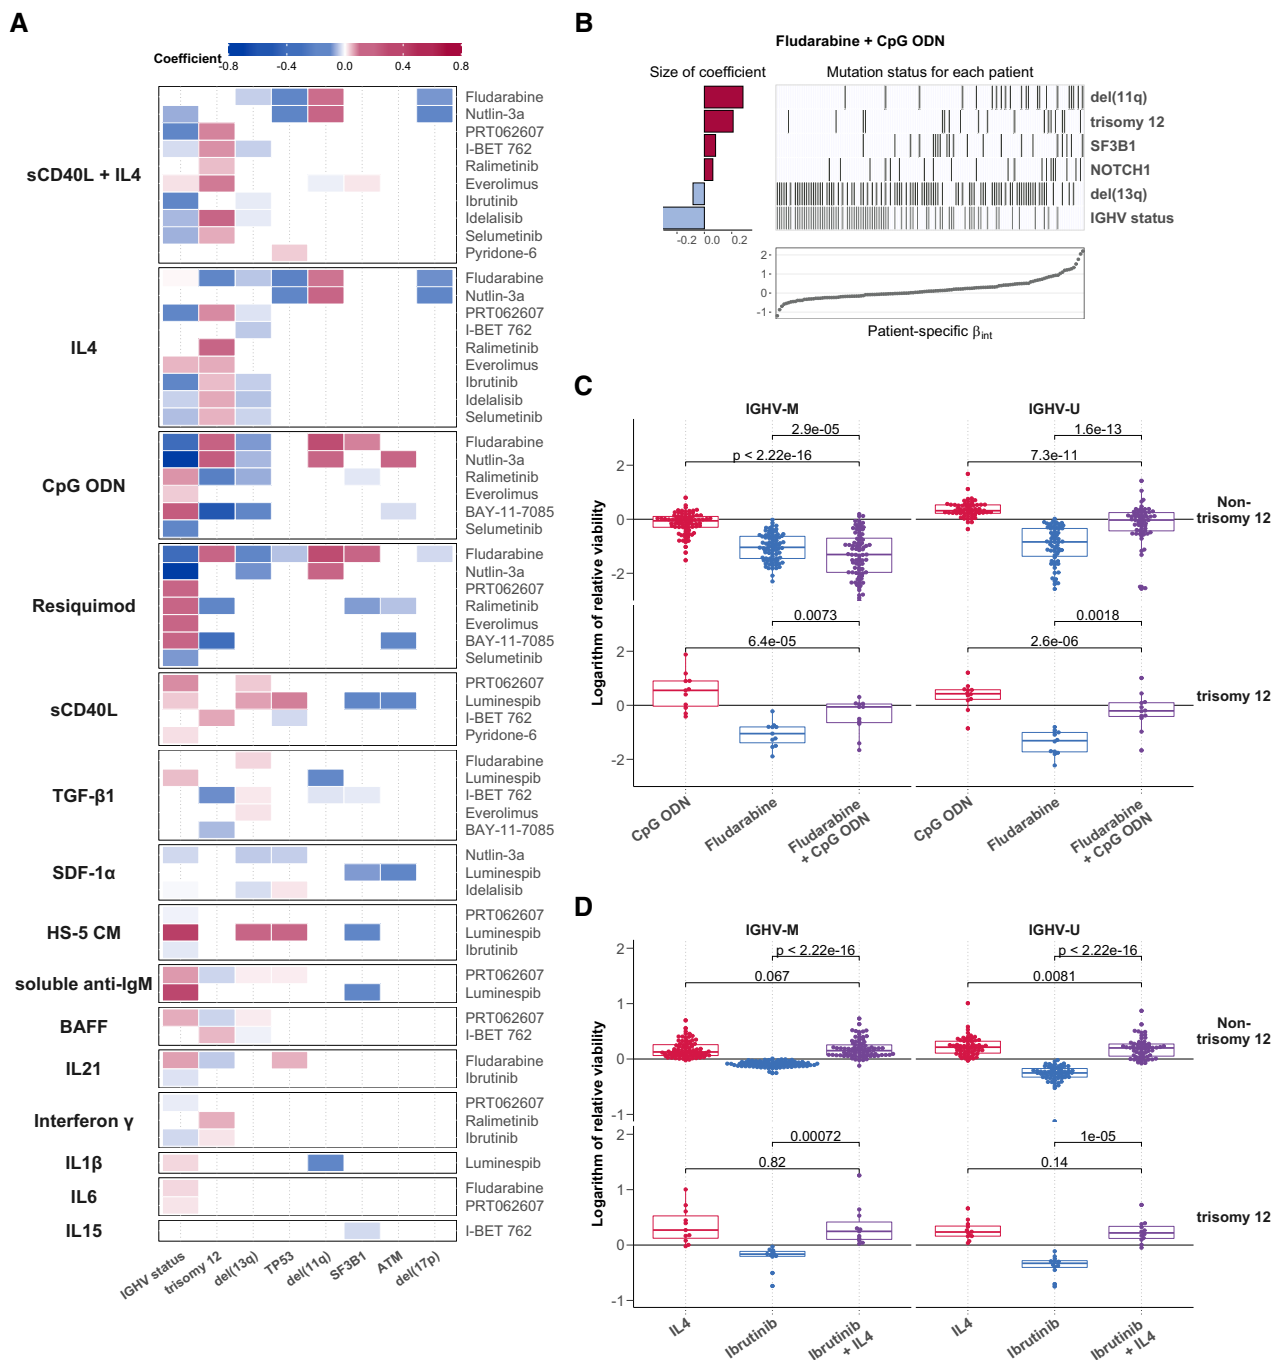 A
Coefficient
-0.8 -0.4 0.0 0.4 0.8
sCD40L + IL4
Fludarabine
Nutlin-3a
PRT062607
I-BET 762
Ralimetinib
Everolimus
Ibrutinib
Idelalisib
Selumetinib
Pyridone-6
IL4
Fludarabine
Nutlin-3a
PRT062607
I-BET 762
Ralimetinib
Everolimus
Ibrutinib
Idelalisib
Selumetinib
CpG ODN
Fludarabine
Nutlin-3a
Ralimetinib
Everolimus
BAY-11-7085
Selumetinib
Resiquimod
Fludarabine
Nutlin-3a
PRT062607
Ralimetinib
Everolimus
BAY-11-7085
Selumetinib
sCD40L
PRT062607
Luminespib
I-BET 762
Pyridone-6
TGF-β1
Fludarabine
Luminespib
I-BET 762
Everolimus
BAY-11-7085
SDF-1α
Nutlin-3a
Luminespib
Idelalisib
HS-5 CM
PRT062607
Luminespib
Ibrutinib
soluble anti-IgM
PRT062607
Luminespib
BAFF
PRT062607
I-BET 762
IL21
Fludarabine
Ibrutinib
Interferon γ
PRT062607
Ralimetinib
Ibrutinib
IL1β
Luminespib
IL6
Fludarabine
PRT062607
IL15
I-BET 762
IGHV status
trisomy 12
del(13q)
TP53
del(11q)
SF3B1
ATM
del(17p)
B
Fludarabine + CpG ODN
Size of coefficient
Mutation status for each patient
del(11q)
trisomy 12
SF3B1
NOTCH1
del(13q)
IGHV status
-0.2 0.0 0.2
2
1
0
-1
Patient-specific βint
C
IGHV-M
IGHV-U
Logarithm of relative viability
2.9e-05
p < 2.22e-16
1.6e-13
7.3e-11
2
0
-2
Non-
trisomy 12
0.0073
6.4e-05
0.0018
2.6e-06
2
0
-2
trisomy 12
CpG ODN
Fludarabine
Fludarabine
+ CpG ODN
CpG ODN
Fludarabine
Fludarabine
+ CpG ODN
D
IGHV-M
IGHV-U
Logarithm of relative viability
p < 2.22e-16
0.067
p < 2.22e-16
0.0081
2
1
0
-1
Non-
trisomy 12
0.00072
0.82
1e-05
0.14
2
1
0
-1
trisomy 12
IL4
Ibrutinib
Ibrutinib
+ IL4
IL4
Ibrutinib
Ibrutinib
+ IL4